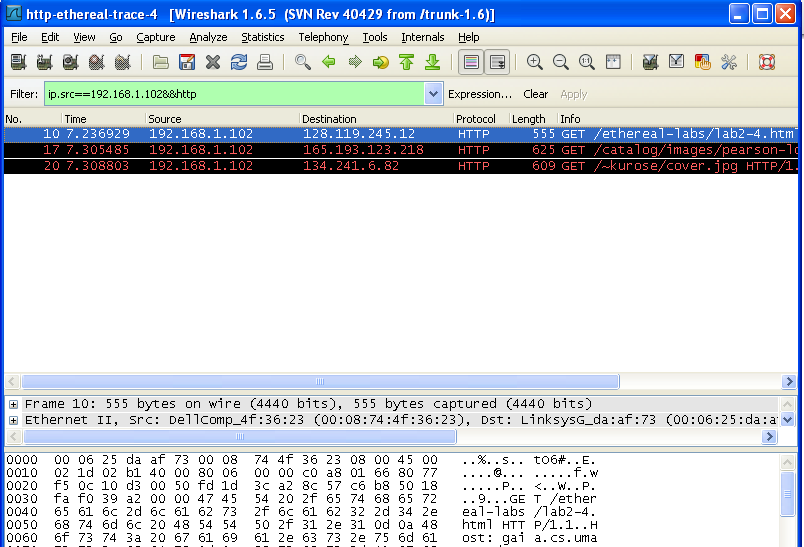 http-ethereal-trace-4 [Wireshark 1.6.5 (SVN Rev 40429 from /trunk-1.6)]
File Edit View Go Capture Analyze Statistics Telephony Tools Internals Help
Filter: ip.src==192.168.1.102&&http Expression... Clear Apply
No. Time Source Destination Protocol Length Info
10 7.236929 192.168.1.102 128.119.245.12 HTTP 555 GET /ethereal-labs/lab2-4.html
17 7.305485 192.168.1.102 165.193.123.218 HTTP 625 GET /catalog/images/pearson-lo
20 7.308803 192.168.1.102 134.241.6.82 HTTP 609 GET /~kurose/cover.jpg HTTP/1.
Frame 10: 555 bytes on wire (4440 bits), 555 bytes captured (4440 bits)
Ethernet II, Src: DellComp_4f:36:23 (00:08:74:4f:36:23), Dst: LinksysG_da:af:73 (00:06:25:da:a
0000 00 06 25 da af 73 00 08 74 4f 36 23 08 00 45 00 ..%..s.. tO6#..E.
0010 02 1d 02 b1 40 00 80 06 00 00 c0 a8 01 66 80 77 ....@... .....f.w
0020 f5 0c 10 d3 00 50 fd 1d 3c a2 8c 57 c6 b8 50 18 .....P.. <..W..P.
0030 fa f0 39 a2 00 00 47 45 54 20 2f 65 74 68 65 72 ..9...GE T /ether
0040 65 61 6c 2d 6c 61 62 73 2f 6c 61 62 32 2d 34 2e eal-labs /lab2-4.
0050 68 74 6d 6c 20 48 54 54 50 2f 31 2e 31 0d 0a 48 html HTT P/1.1..H
0060 6f 73 74 3a 20 67 61 69 61 2e 63 73 2e 75 6d 61 ost: gai a.cs.uma